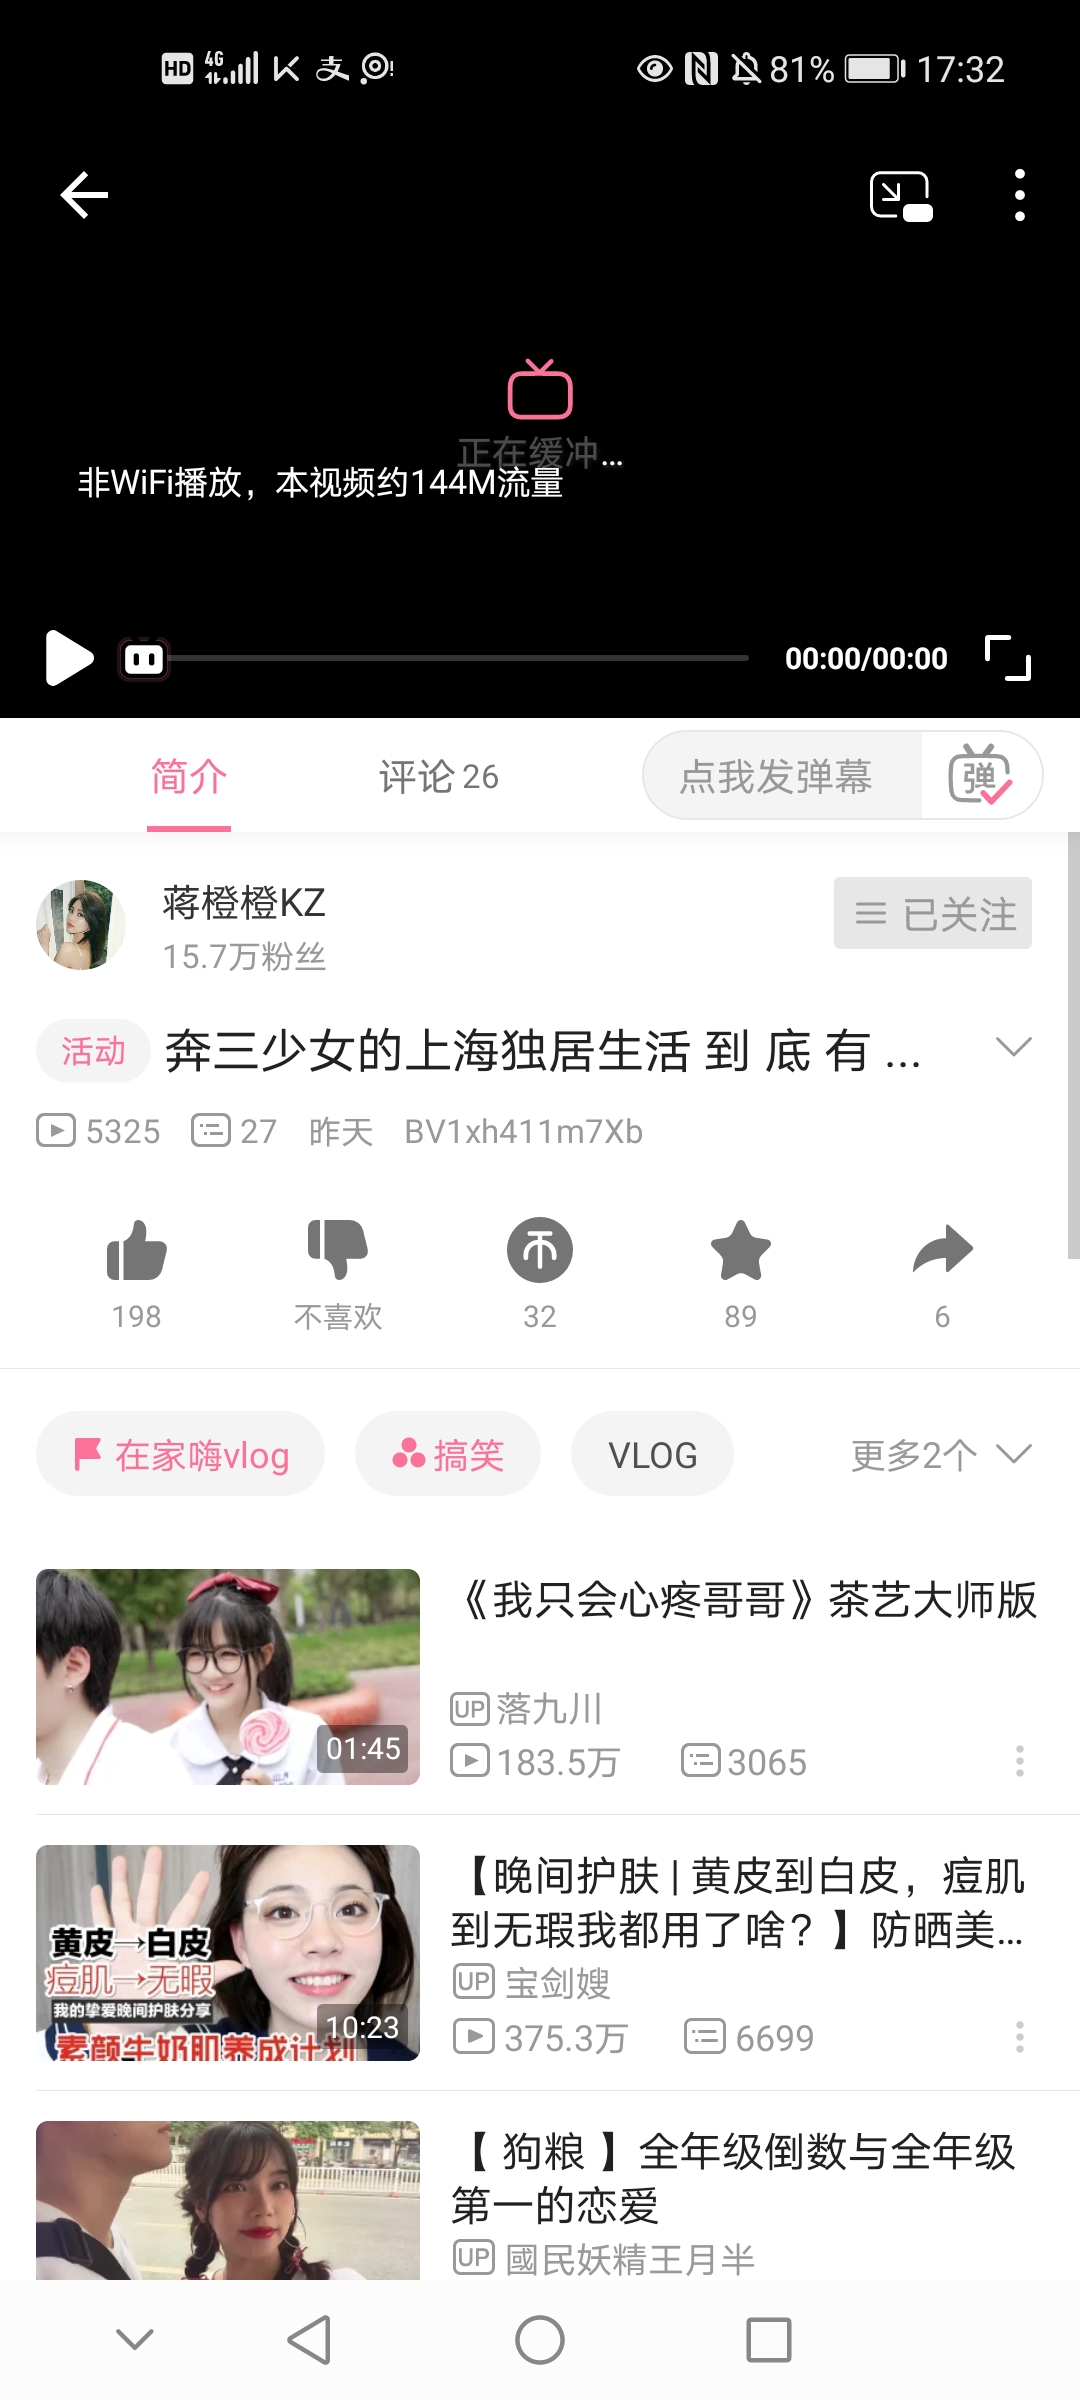 HD 4G 81% 17:32
正在缓冲...
非WiFi播放，本视频约144M流量
00:00/00:00
简介 评论 26 点我发弹幕 弹
蒋橙橙KZ
15.7万粉丝
已关注
活动 奔三少女的上海独居生活 到 底 有 ...
5325 27 昨天 BV1xh411m7Xb
198 不喜欢 32 89 6
在家嗨vlog 搞笑 VLOG 更多2个
《我只会心疼哥哥》茶艺大师版
UP 落九川
01:45
183.5万 3065
【晚间护肤 | 黄皮到白皮，痘肌
到无瑕我都用了啥？】防晒美...
UP 宝剑嫂
375.3万 6699
黄皮→白皮
痘肌→无暇
我的挚爱晚间护肤分享
10:23
素颜牛奶肌养成计划
【 狗粮 】全年级倒数与全年级
第一的恋爱
UP 國民妖精王月半